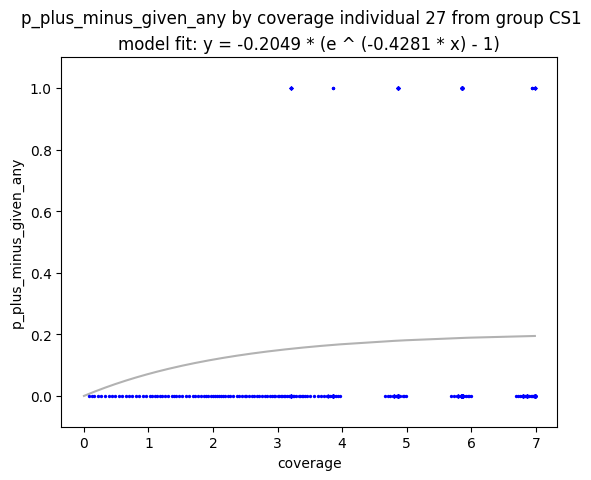 p_plus_minus_given_any by coverage individual 27 from group CS1
model fit: y = -0.2049 * (e ^ (-0.4281 * x) - 1)
p_plus_minus_given_any
1.0
0.8
0.6
0.4
0.2
0.0
0 1 2 3 4 5 6 7
coverage